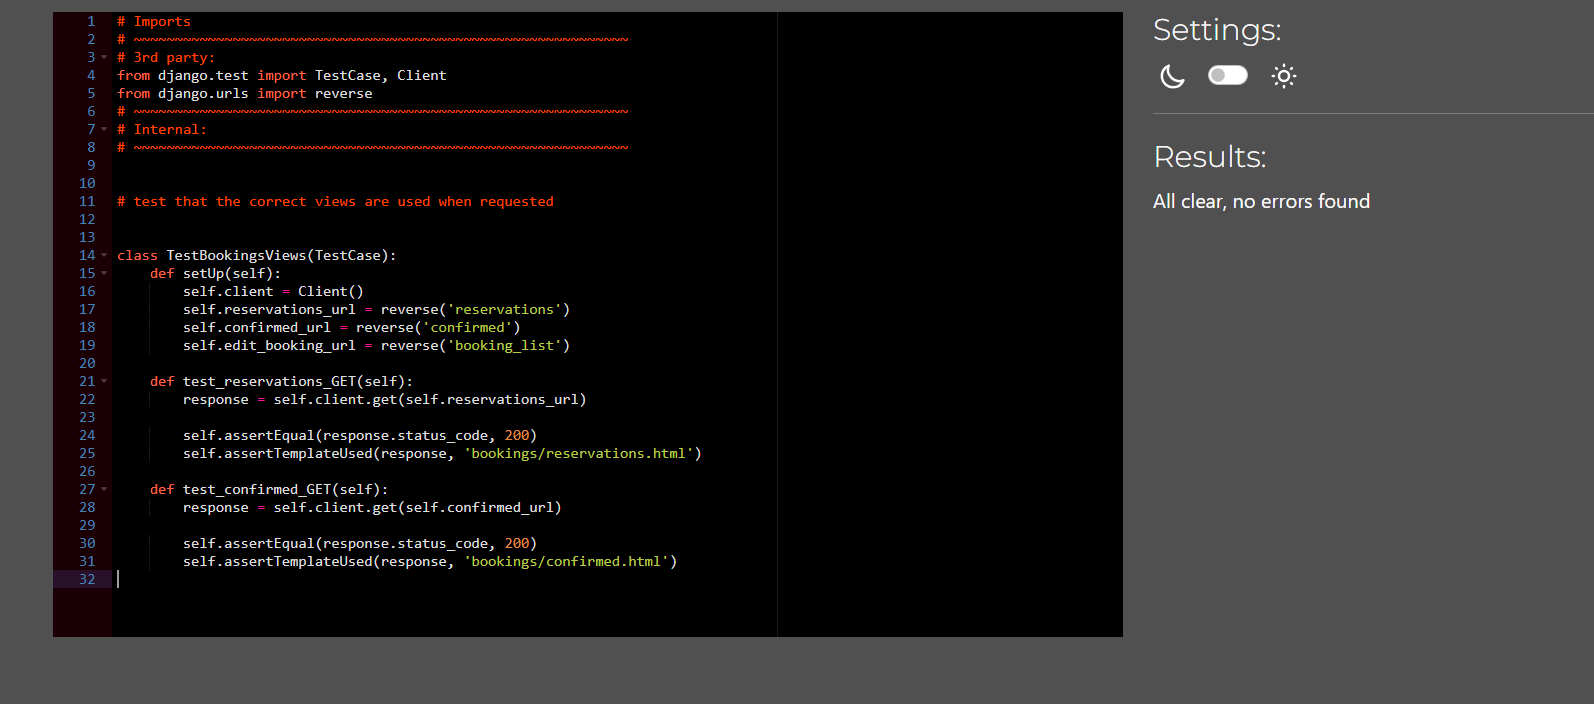 1 # Imports
2 # ~~~~~~~~~~~~~~~~~~~~~~~~~~~~~~~~~~~~~~~~~~~~~~~~~~~~~~~~~~~~
3 # 3rd party:
4 from django.test import TestCase, Client
5 from django.urls import reverse
6 # ~~~~~~~~~~~~~~~~~~~~~~~~~~~~~~~~~~~~~~~~~~~~~~~~~~~~~~~~~~~~
7 # Internal:
8 # ~~~~~~~~~~~~~~~~~~~~~~~~~~~~~~~~~~~~~~~~~~~~~~~~~~~~~~~~~~~~
9
10
11 # test that the correct views are used when requested
12
13
14 class TestBookingsViews(TestCase):
15     def setUp(self):
16         self.client = Client()
17         self.reservations_url = reverse('reservations')
18         self.confirmed_url = reverse('confirmed')
19         self.edit_booking_url = reverse('booking_list')
20
21     def test_reservations_GET(self):
22         response = self.client.get(self.reservations_url)
23
24         self.assertEqual(response.status_code, 200)
25         self.assertTemplateUsed(response, 'bookings/reservations.html')
26
27     def test_confirmed_GET(self):
28         response = self.client.get(self.confirmed_url)
29
30         self.assertEqual(response.status_code, 200)
31         self.assertTemplateUsed(response, 'bookings/confirmed.html')
32
Settings:
Results:
All clear, no errors found